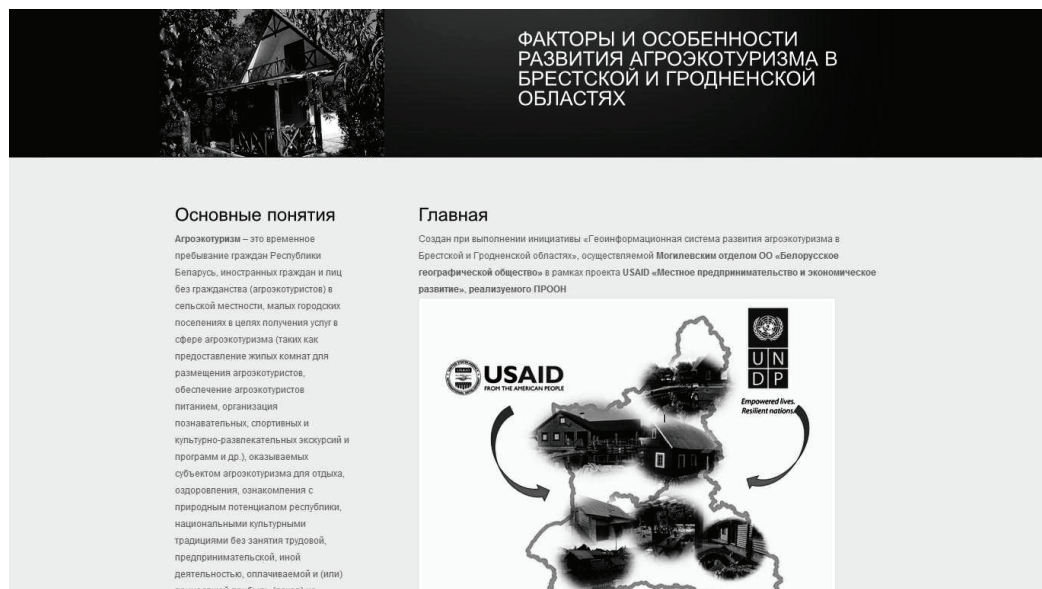 ФАКТОРЫ И ОСОБЕННОСТИ
РАЗВИТИЯ АГРОЭКОТУРИЗМА В
БРЕСТСКОЙ И ГРОДНЕНСКОЙ
ОБЛАСТЯХ
Основные понятия
Агроэкотуризм – это временное
пребывание граждан Республики
Беларусь, иностранных граждан и лиц
без гражданства (агроэкотуристов) в
сельской местности, малых городских
поселениях в целях получения услуг в
сфере агроэкотуризма (таких как
предоставление жилых комнат для
размещения агроэкотуристов,
обеспечение агроэкотуристов
питанием, организация
познавательных, спортивных и
культурно-развлекательных экскурсий и
программ и др.), оказываемых
субъектом агроэкотуризма для отдыха,
оздоровления, ознакомления с
природным потенциалом республики,
национальными культурными
традициями без занятия трудовой,
предпринимательской, иной
деятельностью, оплачиваемой и (или)
Главная
Создан при выполнении инициативы «Геоинформационная система развития агроэкотуризма в
Брестской и Гродненской областях», осуществляемой Могилевским отделом ОО «Белорусское
географической общество» в рамках проекта USAID «Местное предпринимательство и экономическое
развитие», реализуемого ПРООН
USAID
FROM THE AMERICAN PEOPLE
U N
D P
Empowered lives.
Resilient nations.